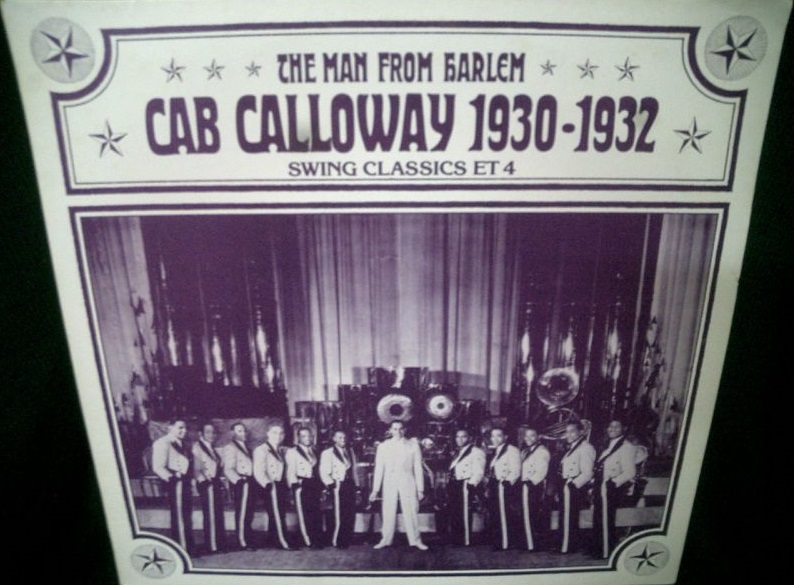 THE MAN FROM HARLEM
CAB CALLOWAY 1930-1932
SWING CLASSICS ET 4